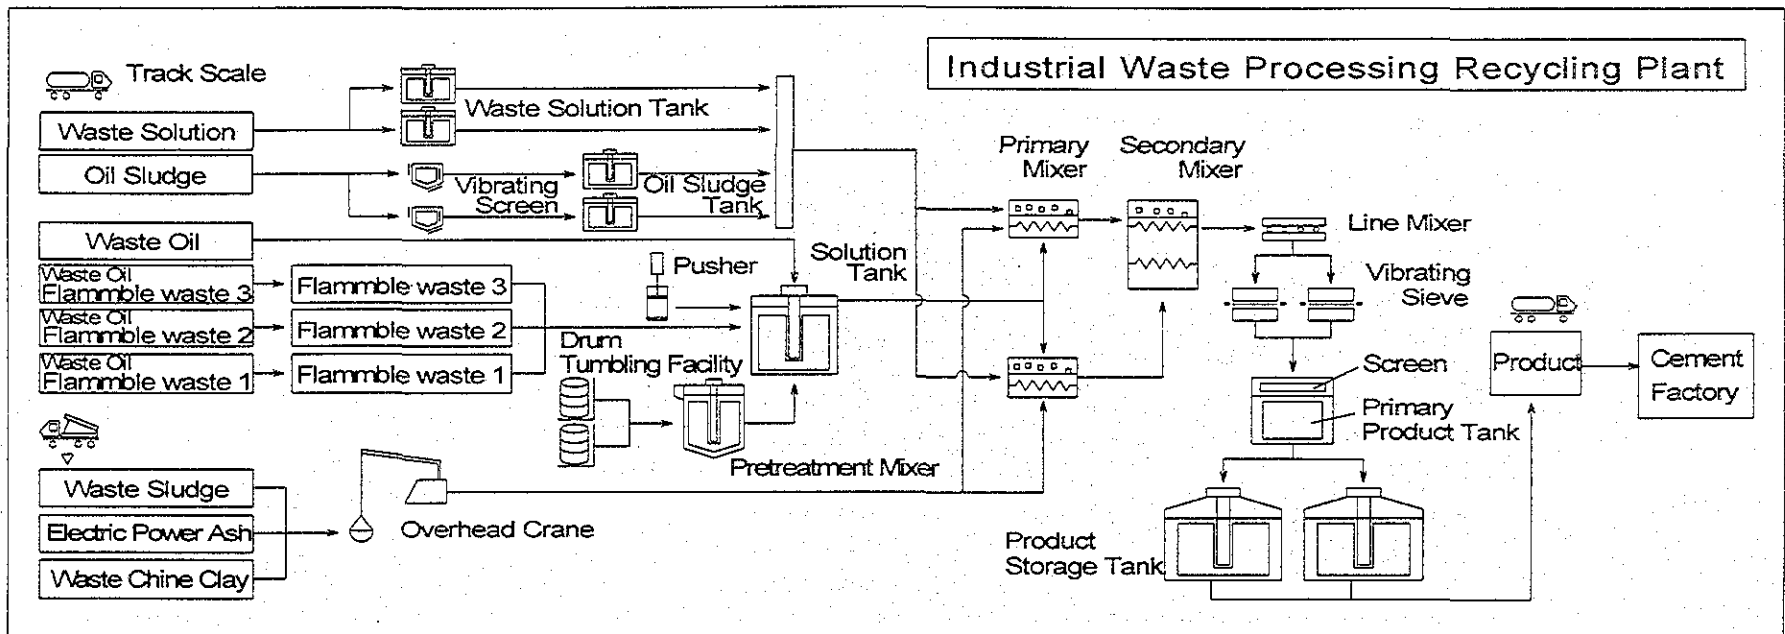 Industrial Waste Processing Recycling Plant
Track Scale
Waste Solution
Waste Solution Tank
Oil Sludge
Vibrating
Screen
Oil Sludge
Tank
Waste Oil
Waste Oil
Flammble waste 3
Flammble waste 3
Waste Oil
Flammble waste 2
Flammble waste 2
Waste Oil
Flammble waste 1
Flammble waste 1
Pusher
Solution
Tank
Drum
Tumbling Facility
Pretreatment Mixer
Waste Sludge
Electric Power Ash
Waste Chine Clay
Overhead Crane
Primary
Mixer
Secondary
Mixer
Line Mixer
Vibrating
Sieve
Screen
Primary
Product Tank
Product
Storage Tank
Product
Cement
Factory